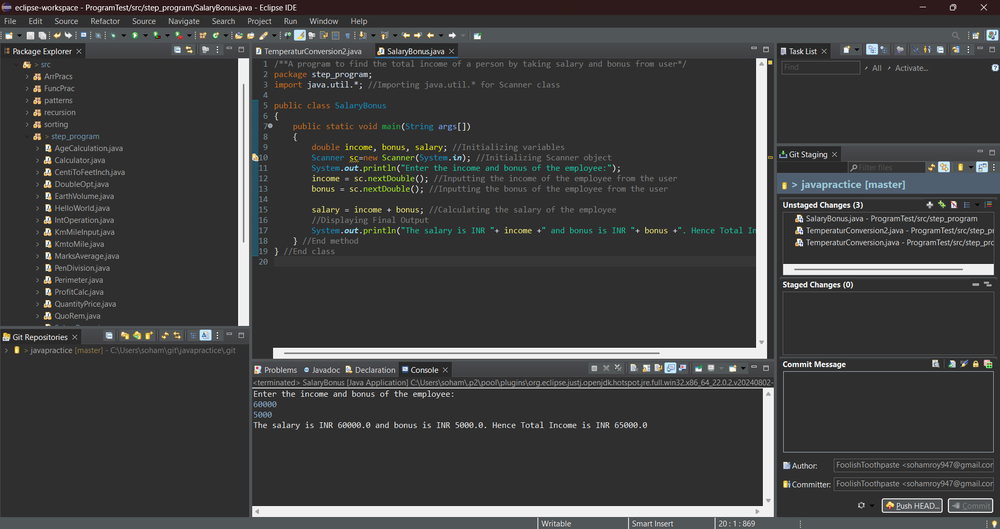 eclipse-workspace - ProgramTest/src/step_program/SalaryBonus.java - Eclipse IDE
File Edit Source Refactor Source Navigate Search Project Run Window Help
Package Explorer
> src
ArrPracs
FuncPrac
patterns
recursion
sorting
> step_program
AgeCalculation.java
Calculator.java
CentiToFeetInch.java
DoubleOpt.java
EarthVolume.java
HelloWorld.java
IntOperation.java
KmMileInput.java
KmtoMile.java
MarksAverage.java
PenDivision.java
Perimeter.java
ProfitCalc.java
QuantityPrice.java
QuoRem.java
Git Repositories
> javapractice [master] - C:\Users\soham\git\javapractice\.git
TemperaturConversion2.java SalaryBonus.java
1 /**A program to find the total income of a person by taking salary and bonus from user*/
2 package step_program;
3 import java.util.*; //Importing java.util.* for Scanner class
4
5 public class SalaryBonus
6 {
7 public static void main(String args[])
8 {
9 double income, bonus, salary; //Initializing variables
10 Scanner sc=new Scanner(System.in); //Initializing Scanner object
11 System.out.println("Enter the income and bonus of the employee:");
12 income = sc.nextDouble(); //Inputting the income of the employee from the user
13 bonus = sc.nextDouble(); //Inputting the bonus of the employee from the user
14
15 salary = income + bonus; //Calculating the salary of the employee
16 //Displaying Final Output
17 System.out.println("The salary is INR "+ income +" and bonus is INR "+ bonus +". Hence Total In
18 } //End method
19 } //End class
20
Problems Javadoc Declaration Console
<terminated> SalaryBonus [Java Application] C:\Users\soham\.p2\pool\plugins\org.eclipse.justj.openjdk.hotspot.jre.full.win32.x86_64_22.0.2.v20240802-
Enter the income and bonus of the employee:
60000
5000
The salary is INR 60000.0 and bonus is INR 5000.0. Hence Total Income is INR 65000.0
Task List
Find All Activate...
Git Staging
Filter files
> javapractice [master]
Unstaged Changes (3)
SalaryBonus.java - ProgramTest/src/step_program
TemperaturConversion2.java - ProgramTest/src/step_pr
TemperaturConversion.java - ProgramTest/src/step_prc
Staged Changes (0)
Commit Message
Author: FoolishToothpaste <sohamroy947@gmail.cor
Committer: FoolishToothpaste <sohamroy947@gmail.cor
Push HEAD... Commit
Writable Smart Insert 20 : 1 : 869